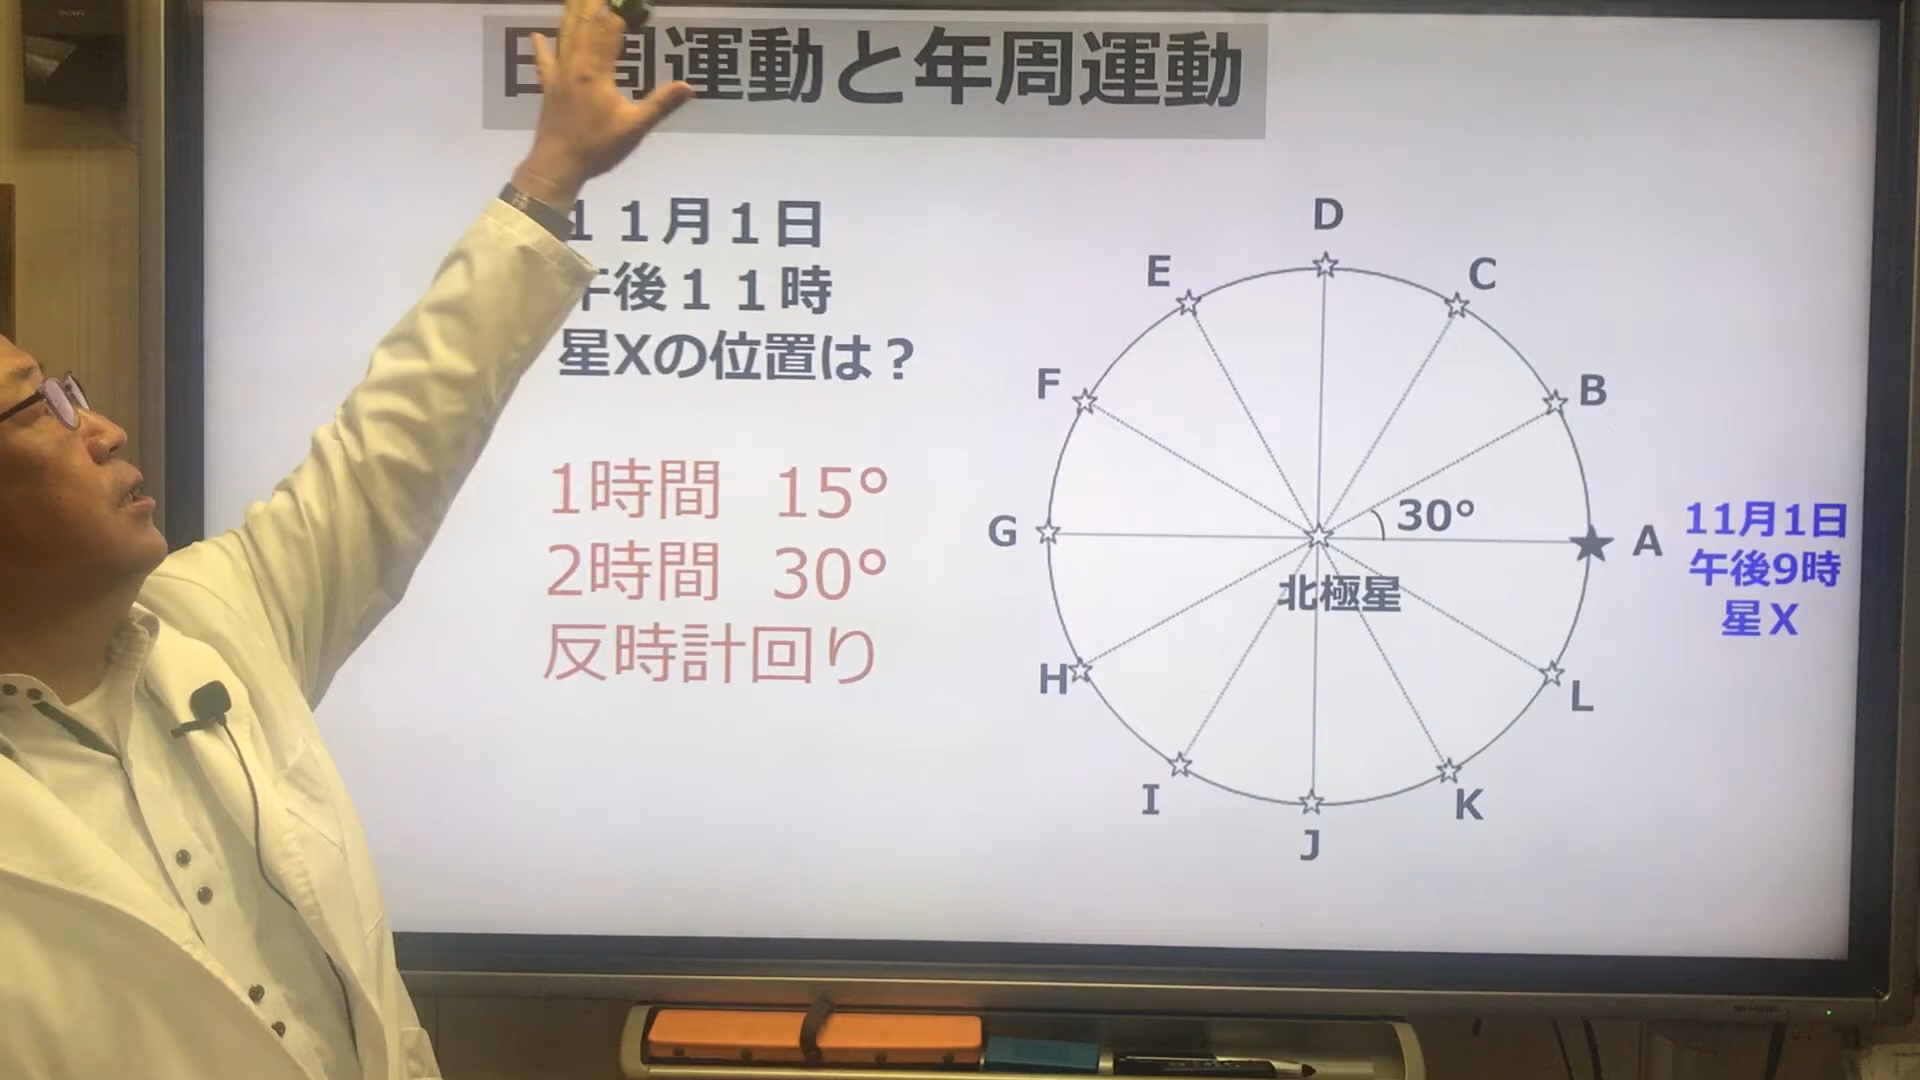 日周運動と年周運動
１１月１日
午後１１時
星Xの位置は？
1時間 15°
2時間 30°
反時計回り
D
E
C
F
B
G
30°
A
11月1日
午後9時
星X
北極星
H
L
I
K
J